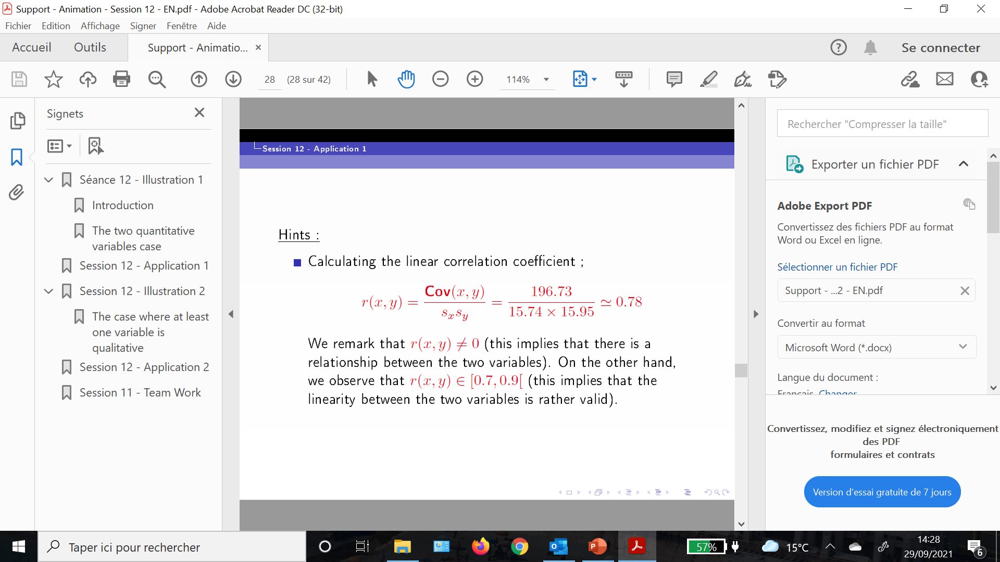 Support - Animation - Session 12 - EN.pdf - Adobe Acrobat Reader DC (32-bit)
Fichier Edition Affichage Signer Fenêtre Aide
Accueil Outils Support - Animatio... × Se connecter
28 (28 sur 42) 114%
Signets
Séance 12 - Illustration 1
Introduction
The two quantitative
variables case
Session 12 - Application 1
Session 12 - Illustration 2
The case where at least
one variable is
qualitative
Session 12 - Application 2
Session 11 - Team Work
Session 12 - Application 1
Hints :
Calculating the linear correlation coefficient ;
r(x, y) = Cov(x, y) / s_x s_y = 196.73 / 15.74 × 15.95 ≃ 0.78
We remark that r(x, y) ≠ 0 (this implies that there is a
relationship between the two variables). On the other hand,
we observe that r(x, y) ∈ [0.7, 0.9[ (this implies that the
linearity between the two variables is rather valid).
Rechercher "Compresser la taille"
Exporter un fichier PDF
Adobe Export PDF
Convertissez des fichiers PDF au format
Word ou Excel en ligne.
Sélectionner un fichier PDF
Support - ...2 - EN.pdf
Convertir au format
Microsoft Word (*.docx)
Langue du document :
Français Changer
Convertissez, modifiez et signez électroniquement
des PDF
formulaires et contrats
Version d'essai gratuite de 7 jours
Taper ici pour rechercher
57%
15°C
14:28
29/09/2021
6